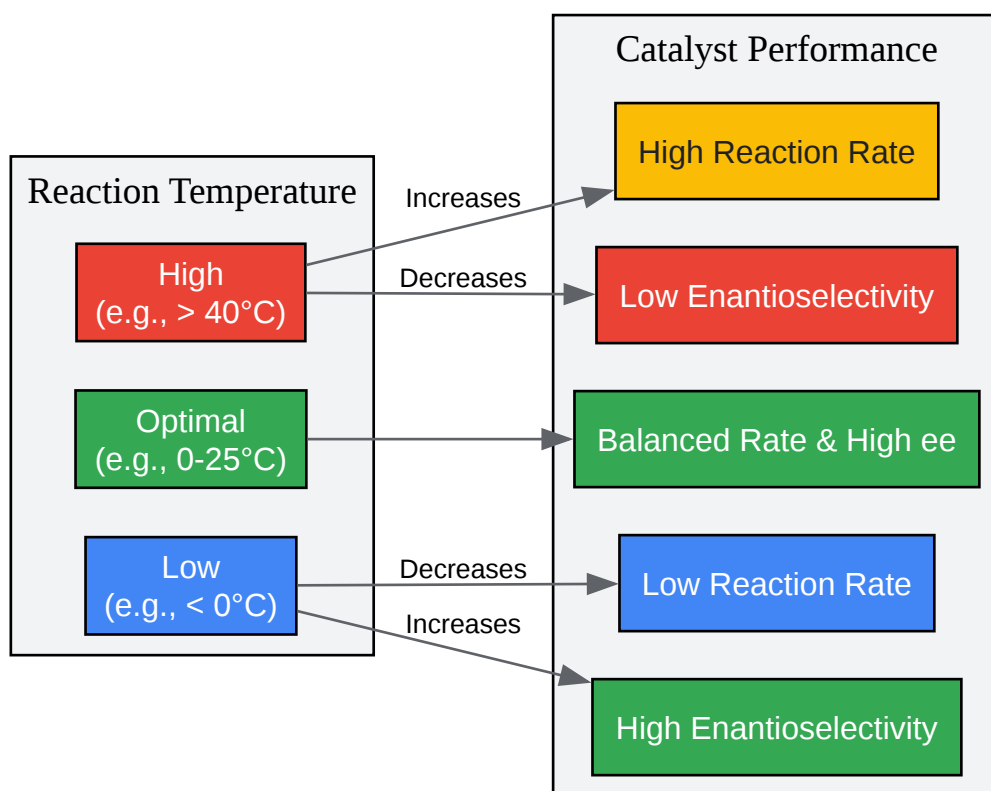 Reaction Temperature
High
(e.g., > 40°C)
Optimal
(e.g., 0-25°C)
Low
(e.g., < 0°C)
Increases
Decreases
Decreases
Increases
Catalyst Performance
High Reaction Rate
Low Enantioselectivity
Balanced Rate & High ee
Low Reaction Rate
High Enantioselectivity